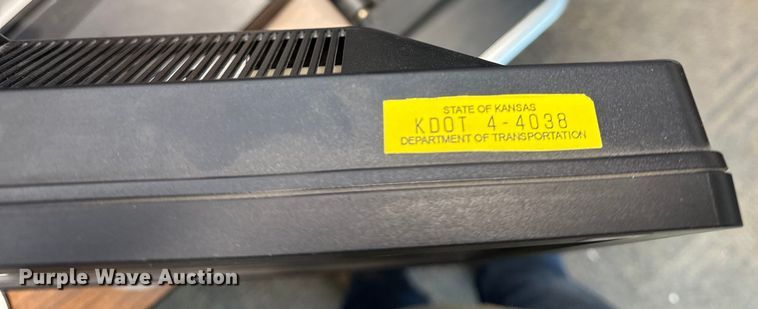 STATE OF KANSAS
KDOT 4-4038
DEPARTMENT OF TRANSPORTATION
Purple Wave Auction